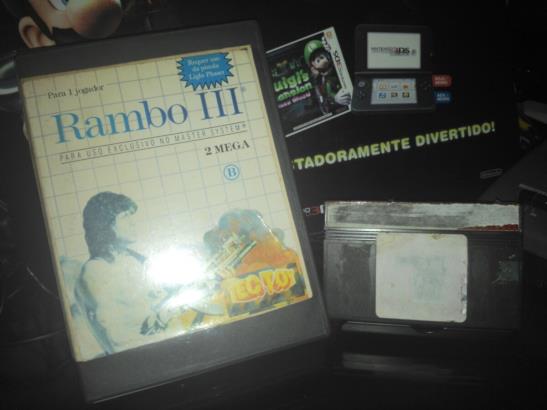 Requer uso
da pistola
Light Phaser
Para 1 jogador
Rambo III
PARA USO EXCLUSIVO NO MASTER SYSTEM®
2 MEGA
B
TEC TOY
NINTENDO 3DS XL
Luigi's
TADORAMENTE DIVERTIDO!